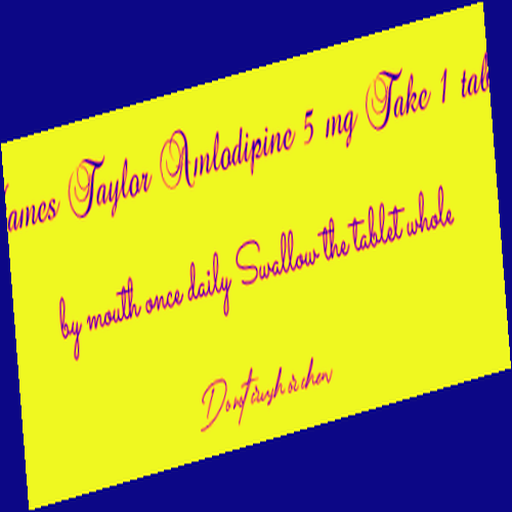 ames Taylor Amlodipine 5 mg Take 1 tab
by mouth once daily Swallow the tablet whole
Do not crush or chew